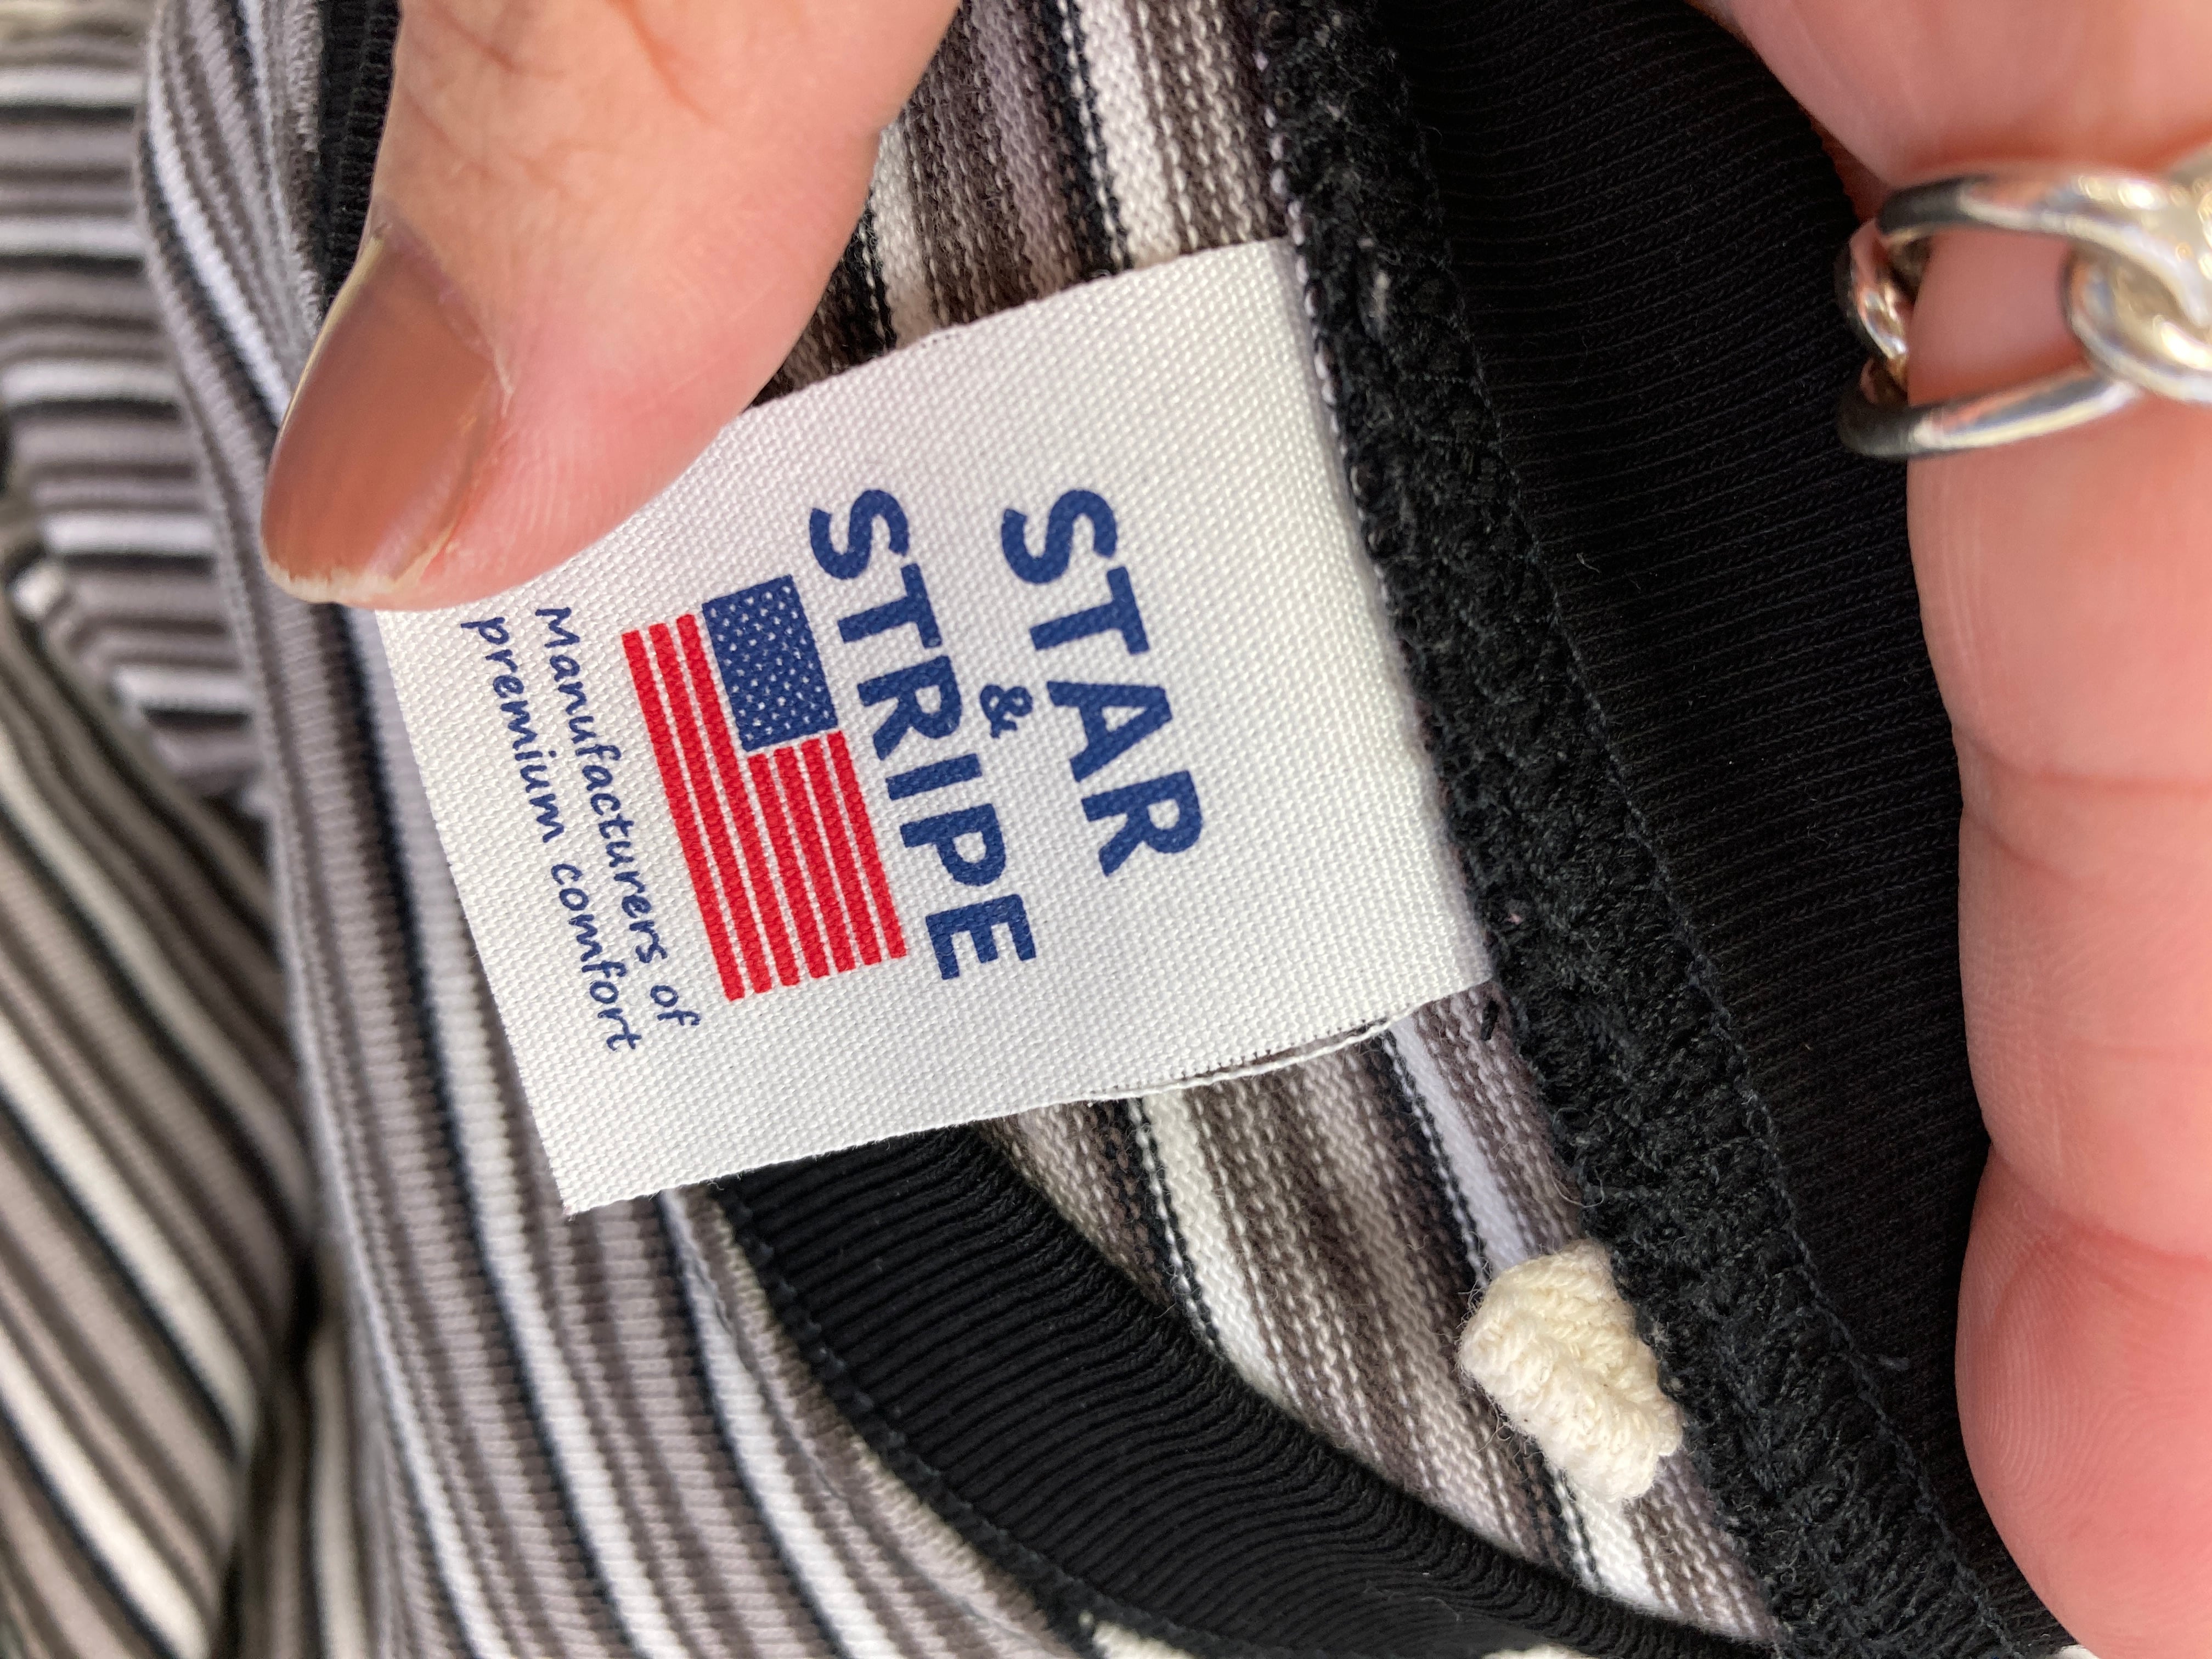 STAR
&
STRIPE
Manufacturers of
premium comfort